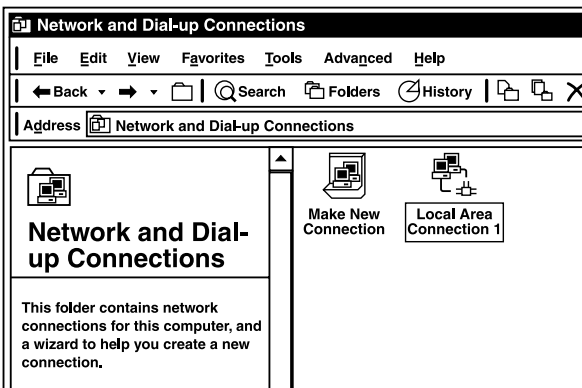 Network and Dial-up Connections
File Edit View Favorites Tools Advanced Help
Back Search Folders History
Address Network and Dial-up Connections
Network and Dial-
up Connections
This folder contains network
connections for this computer, and
a wizard to help you create a new
connection.
Make New
Connection
Local Area
Connection 1